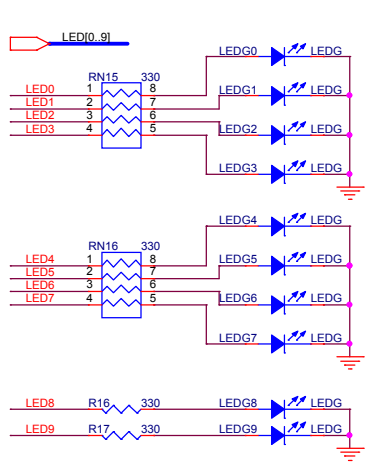 LED[0..9]
LEDG0 LEDG
RN15 330
LED0 1 8 LEDG1 LEDG
LED1 2 7
LED2 3 6 LEDG2 LEDG
LED3 4 5
LEDG3 LEDG
LEDG4 LEDG
RN16 330
LED4 1 8 LEDG5 LEDG
LED5 2 7
LED6 3 6
LED7 4 5 LEDG6 LEDG
LEDG7 LEDG
LED8 R16 330 LEDG8 LEDG
LED9 R17 330 LEDG9 LEDG